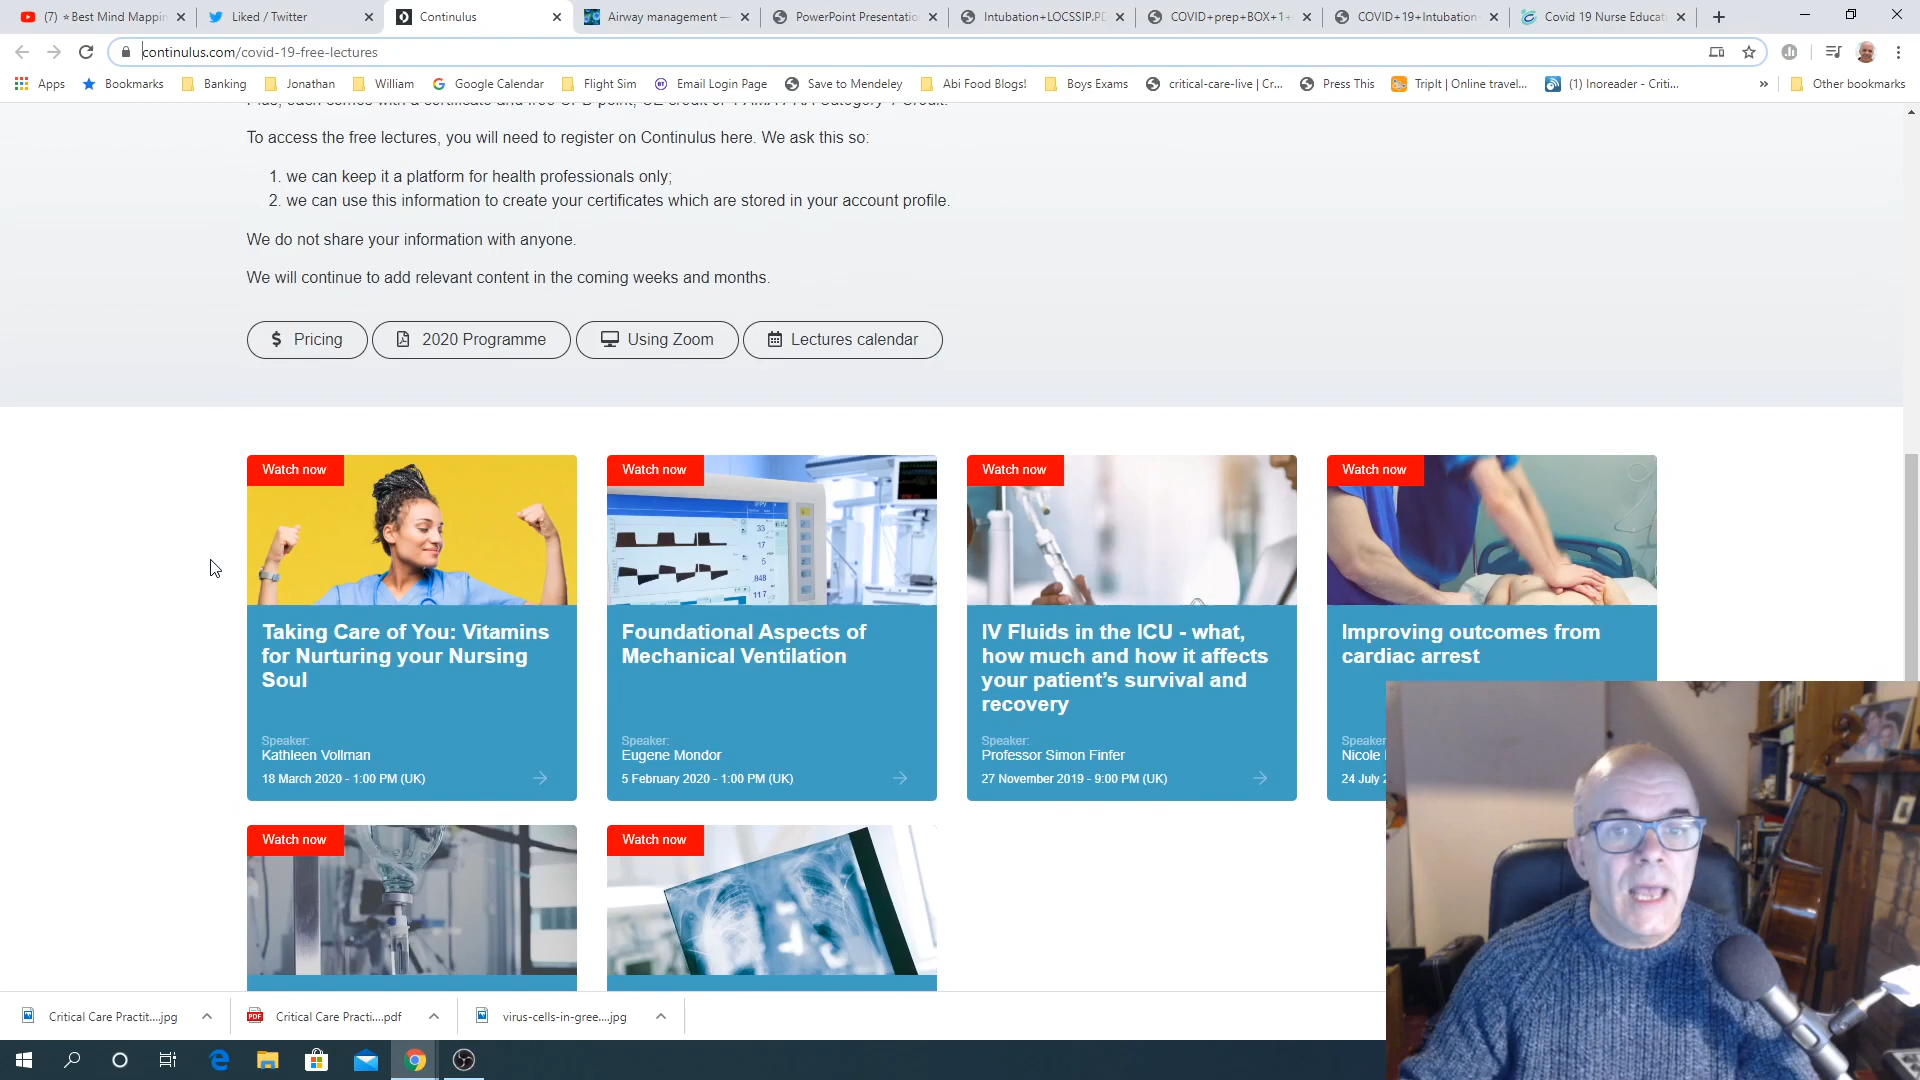 (7) ⭐Best Mind Mappin
Liked / Twitter
Continulus
Airway management —
PowerPoint Presentatio
Intubation+LOCSSIP.PD
COVID+prep+BOX+1+
COVID+19+Intubation
Covid 19 Nurse Educat
continulus.com/covid-19-free-lectures
Apps
Bookmarks
Banking
Jonathan
William
Google Calendar
Flight Sim
Email Login Page
Save to Mendeley
Abi Food Blogs!
Boys Exams
critical-care-live | Cr...
Press This
TripIt | Online travel...
(1) Inoreader - Criti...
»
Other bookmarks
To access the free lectures, you will need to register on Continulus here. We ask this so:
1. we can keep it a platform for health professionals only;
2. we can use this information to create your certificates which are stored in your account profile.
We do not share your information with anyone.
We will continue to add relevant content in the coming weeks and months.
$ Pricing
2020 Programme
Using Zoom
Lectures calendar
Watch now
Taking Care of You: Vitamins
for Nurturing your Nursing
Soul
Speaker:
Kathleen Vollman
18 March 2020 - 1:00 PM (UK)
Watch now
33
17
5
.848
11.7
Foundational Aspects of
Mechanical Ventilation
Speaker:
Eugene Mondor
5 February 2020 - 1:00 PM (UK)
Watch now
IV Fluids in the ICU - what,
how much and how it affects
your patient's survival and
recovery
Speaker:
Professor Simon Finfer
27 November 2019 - 9:00 PM (UK)
Watch now
Improving outcomes from
cardiac arrest
Speaker
Nicole
24 July
Watch now
Watch now
Critical Care Practit....jpg
PDF
Critical Care Practi....pdf
virus-cells-in-gree....jpg